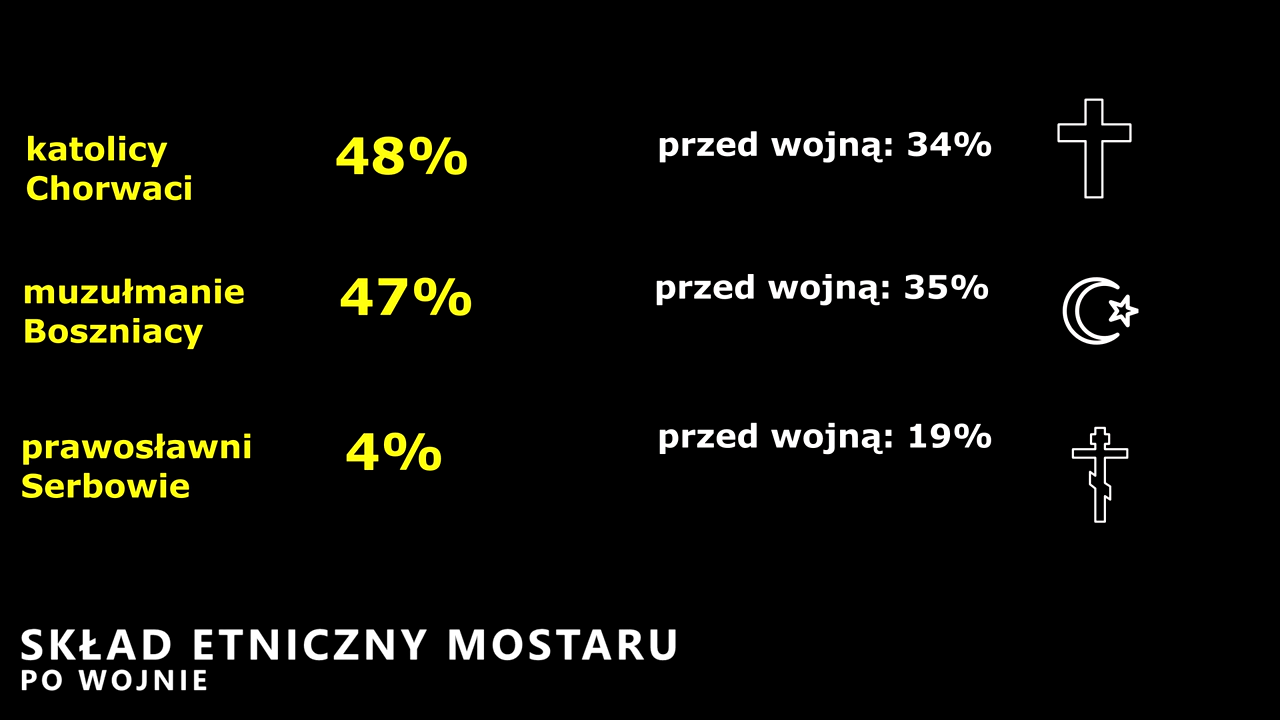 katolicy
Chorwaci
48%
przed wojną: 34%
muzułmanie
Boszniacy
47%
przed wojną: 35%
prawosławni
Serbowie
4%
przed wojną: 19%
SKŁAD ETNICZNY MOSTARU
PO WOJNIE